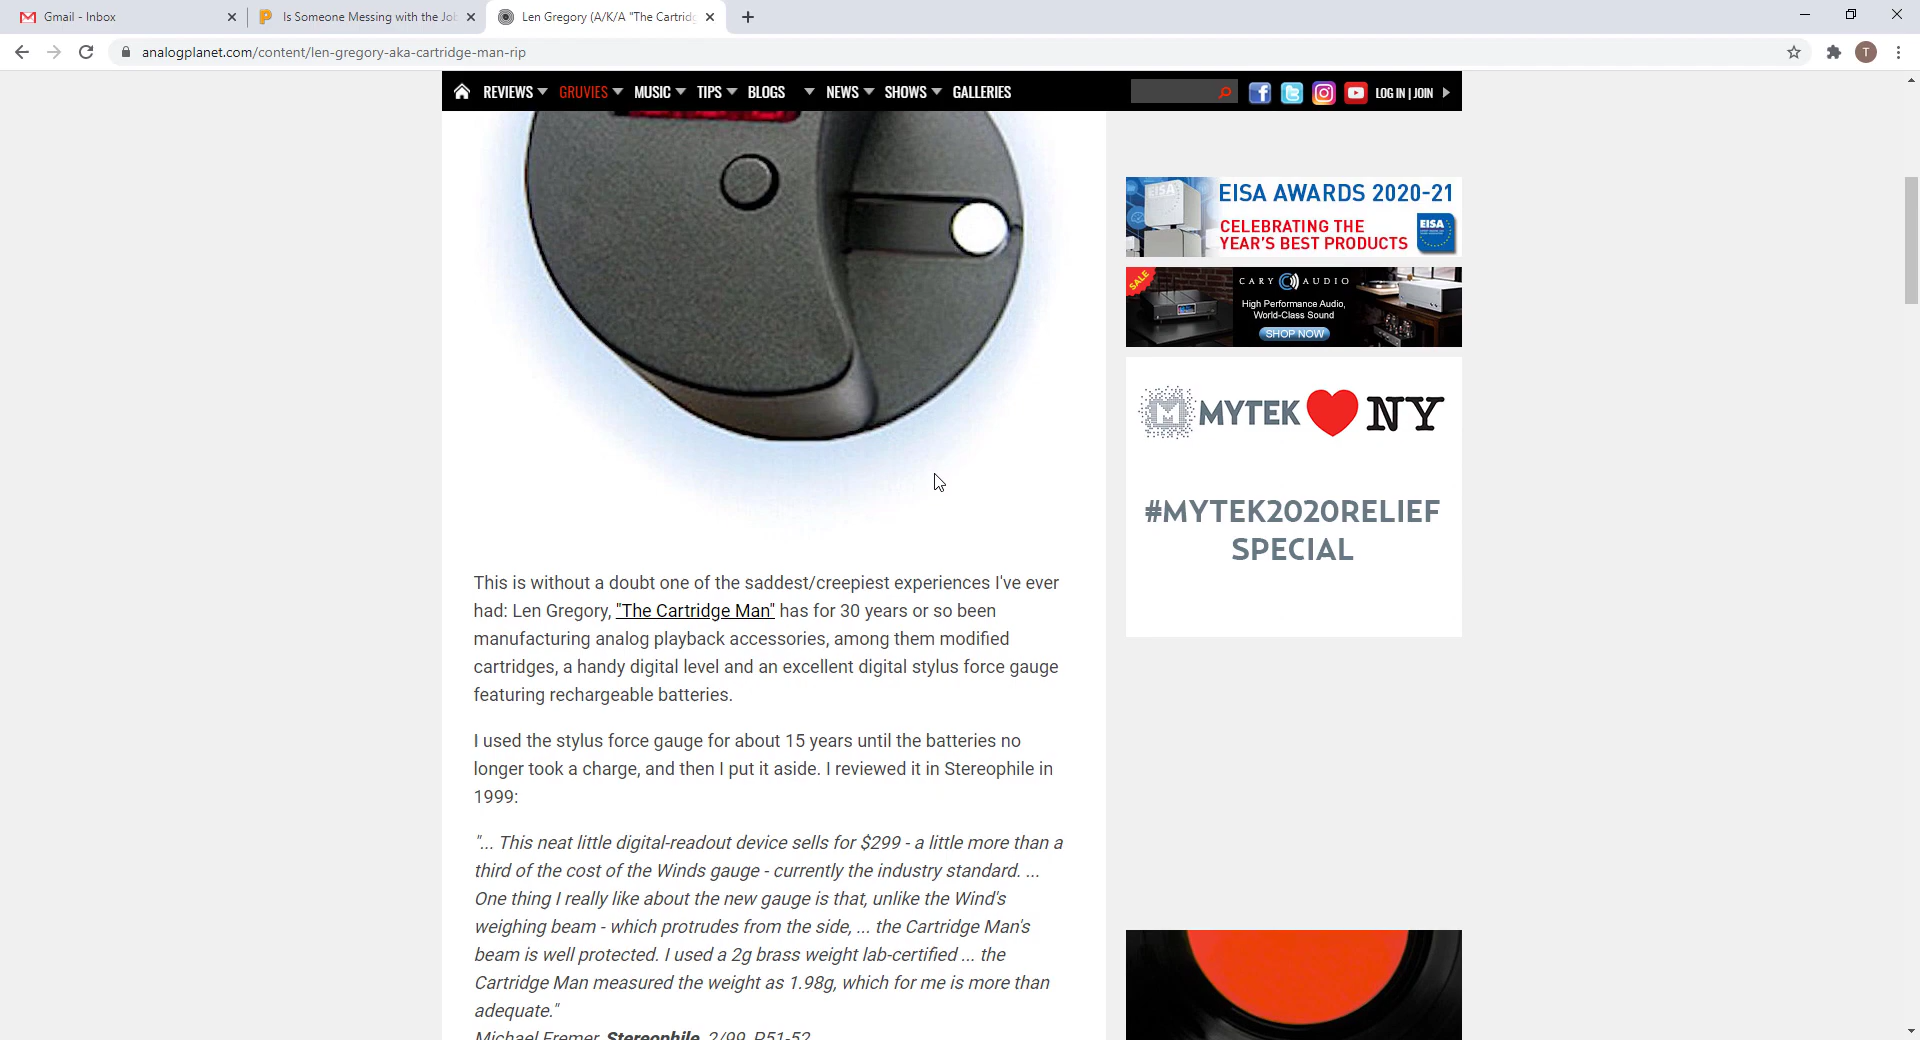 Gmail - Inbox
Is Someone Messing with the Job
Len Gregory (A/K/A "The Cartridg
analogplanet.com/content/len-gregory-aka-cartridge-man-rip
T
REVIEWS GRUVIES MUSIC TIPS BLOGS NEWS SHOWS GALLERIES LOG IN | JOIN
EISA AWARDS 2020-21
CELEBRATING THE
YEAR'S BEST PRODUCTS
EISA
SALE
CARY AUDIO
High Performance Audio,
World-Class Sound
SHOP NOW
MYTEK NY
#MYTEK2020RELIEF
SPECIAL
This is without a doubt one of the saddest/creepiest experiences I've ever
had: Len Gregory, "The Cartridge Man" has for 30 years or so been
manufacturing analog playback accessories, among them modified
cartridges, a handy digital level and an excellent digital stylus force gauge
featuring rechargeable batteries.
I used the stylus force gauge for about 15 years until the batteries no
longer took a charge, and then I put it aside. I reviewed it in Stereophile in
1999:
"... This neat little digital-readout device sells for $299 - a little more than a
third of the cost of the Winds gauge - currently the industry standard. ...
One thing I really like about the new gauge is that, unlike the Wind's
weighing beam - which protrudes from the side, ... the Cartridge Man's
beam is well protected. I used a 2g brass weight lab-certified ... the
Cartridge Man measured the weight as 1.98g, which for me is more than
adequate."
Michael Fremer, Stereophile, 2/99, P51-52